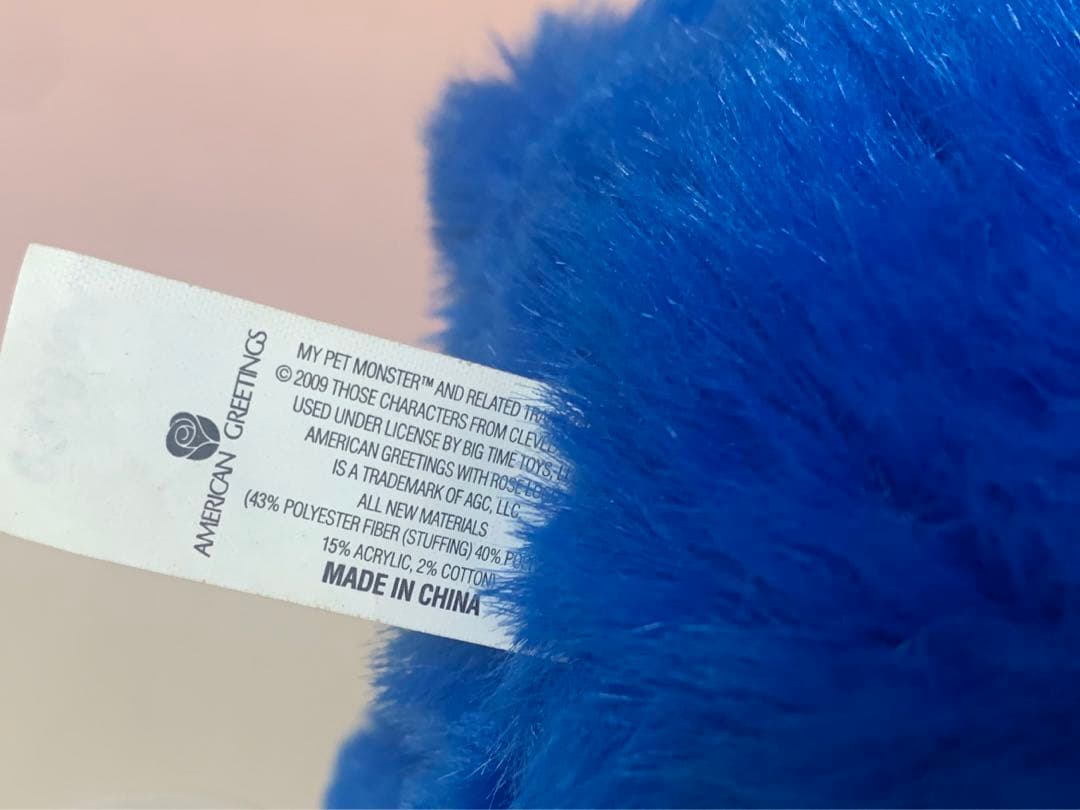 AMERICAN GREETINGS
MY PET MONSTER™ AND RELATED
© 2009 THOSE CHARACTERS FROM
USED UNDER LICENSE BY BIG TIME TOYS,
AMERICAN GREETINGS WITH ROSE
IS A TRADEMARK OF AGC, LLC
ALL NEW MATERIALS
(43% POLYESTER FIBER (STUFFING) 40%
15% ACRYLIC, 2% COTTON)
MADE IN CHINA